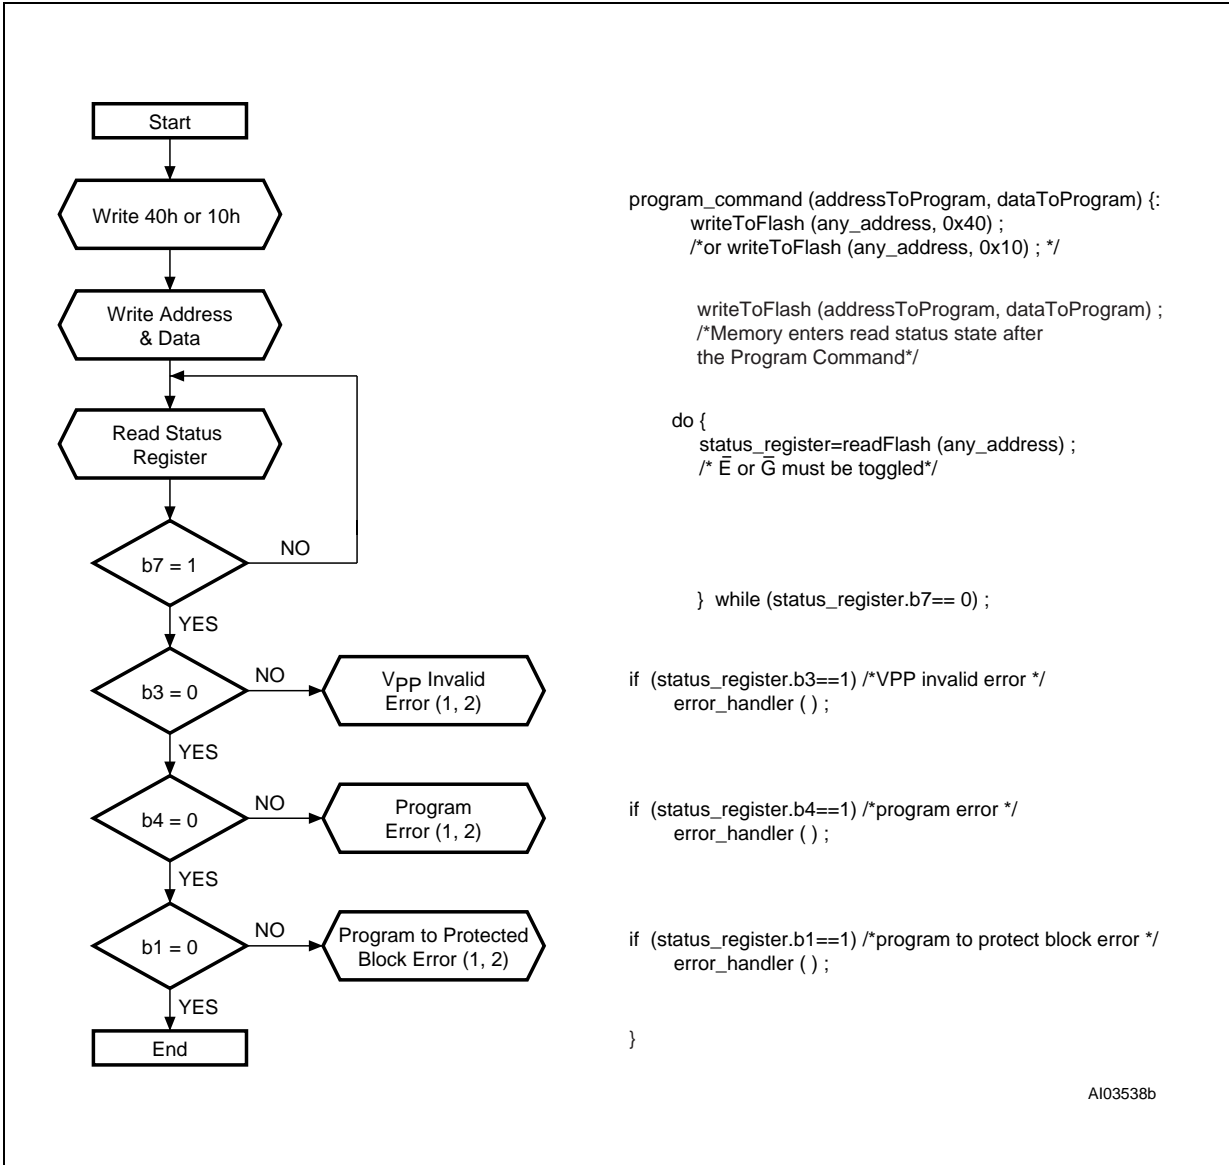 Start
Write 40h or 10h
Write Address
& Data
Read Status
Register
b7 = 1
NO
YES
b3 = 0
NO
VPP Invalid
Error (1, 2)
YES
b4 = 0
NO
Program
Error (1, 2)
YES
b1 = 0
NO
Program to Protected
Block Error (1, 2)
YES
End
program_command (addressToProgram, dataToProgram) {:
writeToFlash (any_address, 0x40) ;
/*or writeToFlash (any_address, 0x10) ; */
writeToFlash (addressToProgram, dataToProgram) ;
/*Memory enters read status state after
the Program Command*/
do {
status_register=readFlash (any_address) ;
/* E̅ or G̅ must be toggled*/
} while (status_register.b7== 0) ;
if (status_register.b3==1) /*VPP invalid error */
error_handler ( ) ;
if (status_register.b4==1) /*program error */
error_handler ( ) ;
if (status_register.b1==1) /*program to protect block error */
error_handler ( ) ;
}
AI03538b